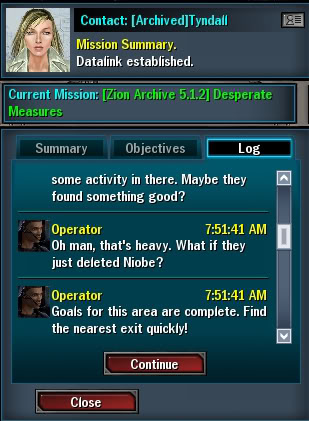 Contact: [Archived]Tyndall
Mission Summary.
Datalink established.
Current Mission: [Zion Archive 5.1.2] Desperate
Measures
Summary
Objectives
Log
some activity in there. Maybe they
found something good?
Operator 7:51:41 AM
Oh man, that's heavy. What if they
just deleted Niobe?
Operator 7:51:41 AM
Goals for this area are complete. Find
the nearest exit quickly!
Continue
Close